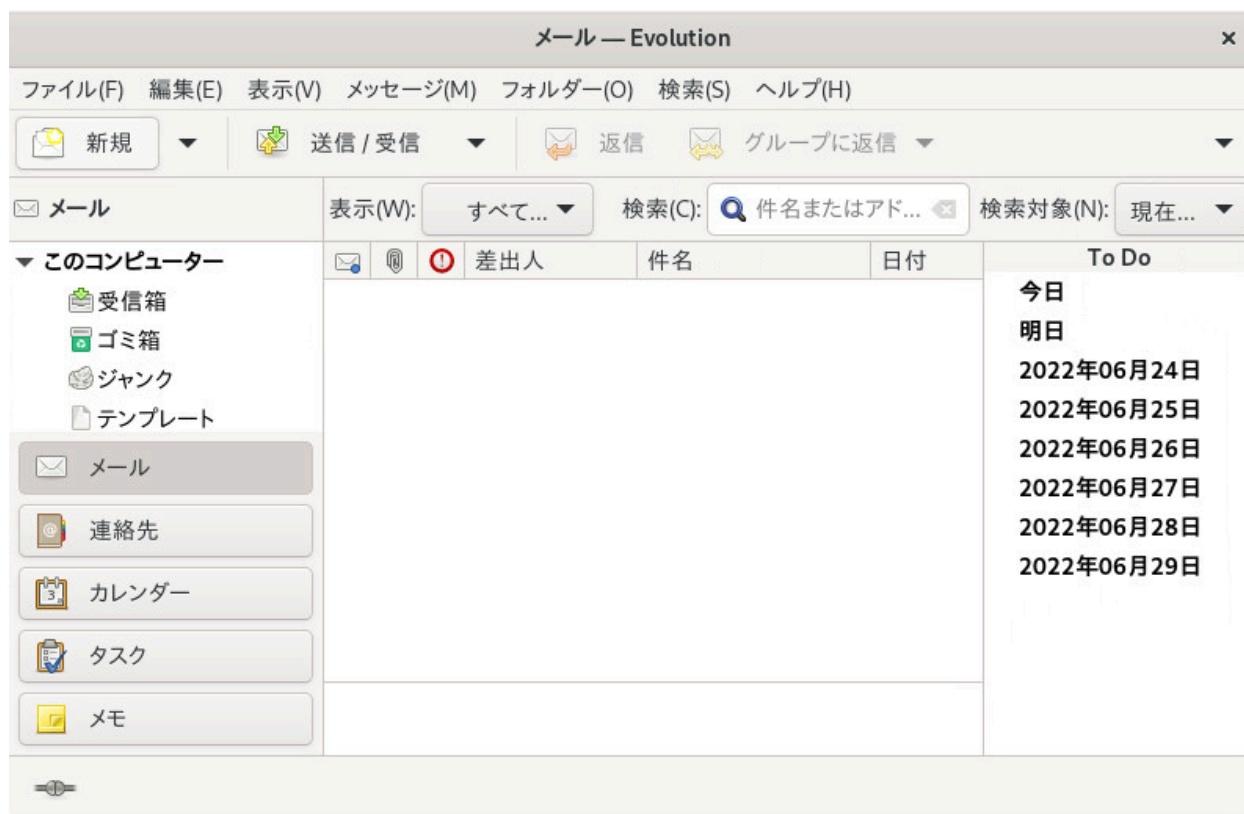 メール — Evolution
ファイル(F) 編集(E) 表示(V) メッセージ(M) フォルダー(O) 検索(S) ヘルプ(H)
新規 送信 / 受信 返信 グループに返信
メール 表示(W): すべて... 検索(C): 件名またはアド... 検索対象(N): 現在...
このコンピューター
受信箱
ゴミ箱
ジャンク
テンプレート
メール
連絡先
カレンダー
タスク
メモ
差出人 件名 日付
To Do
今日
明日
2022年06月24日
2022年06月25日
2022年06月26日
2022年06月27日
2022年06月28日
2022年06月29日